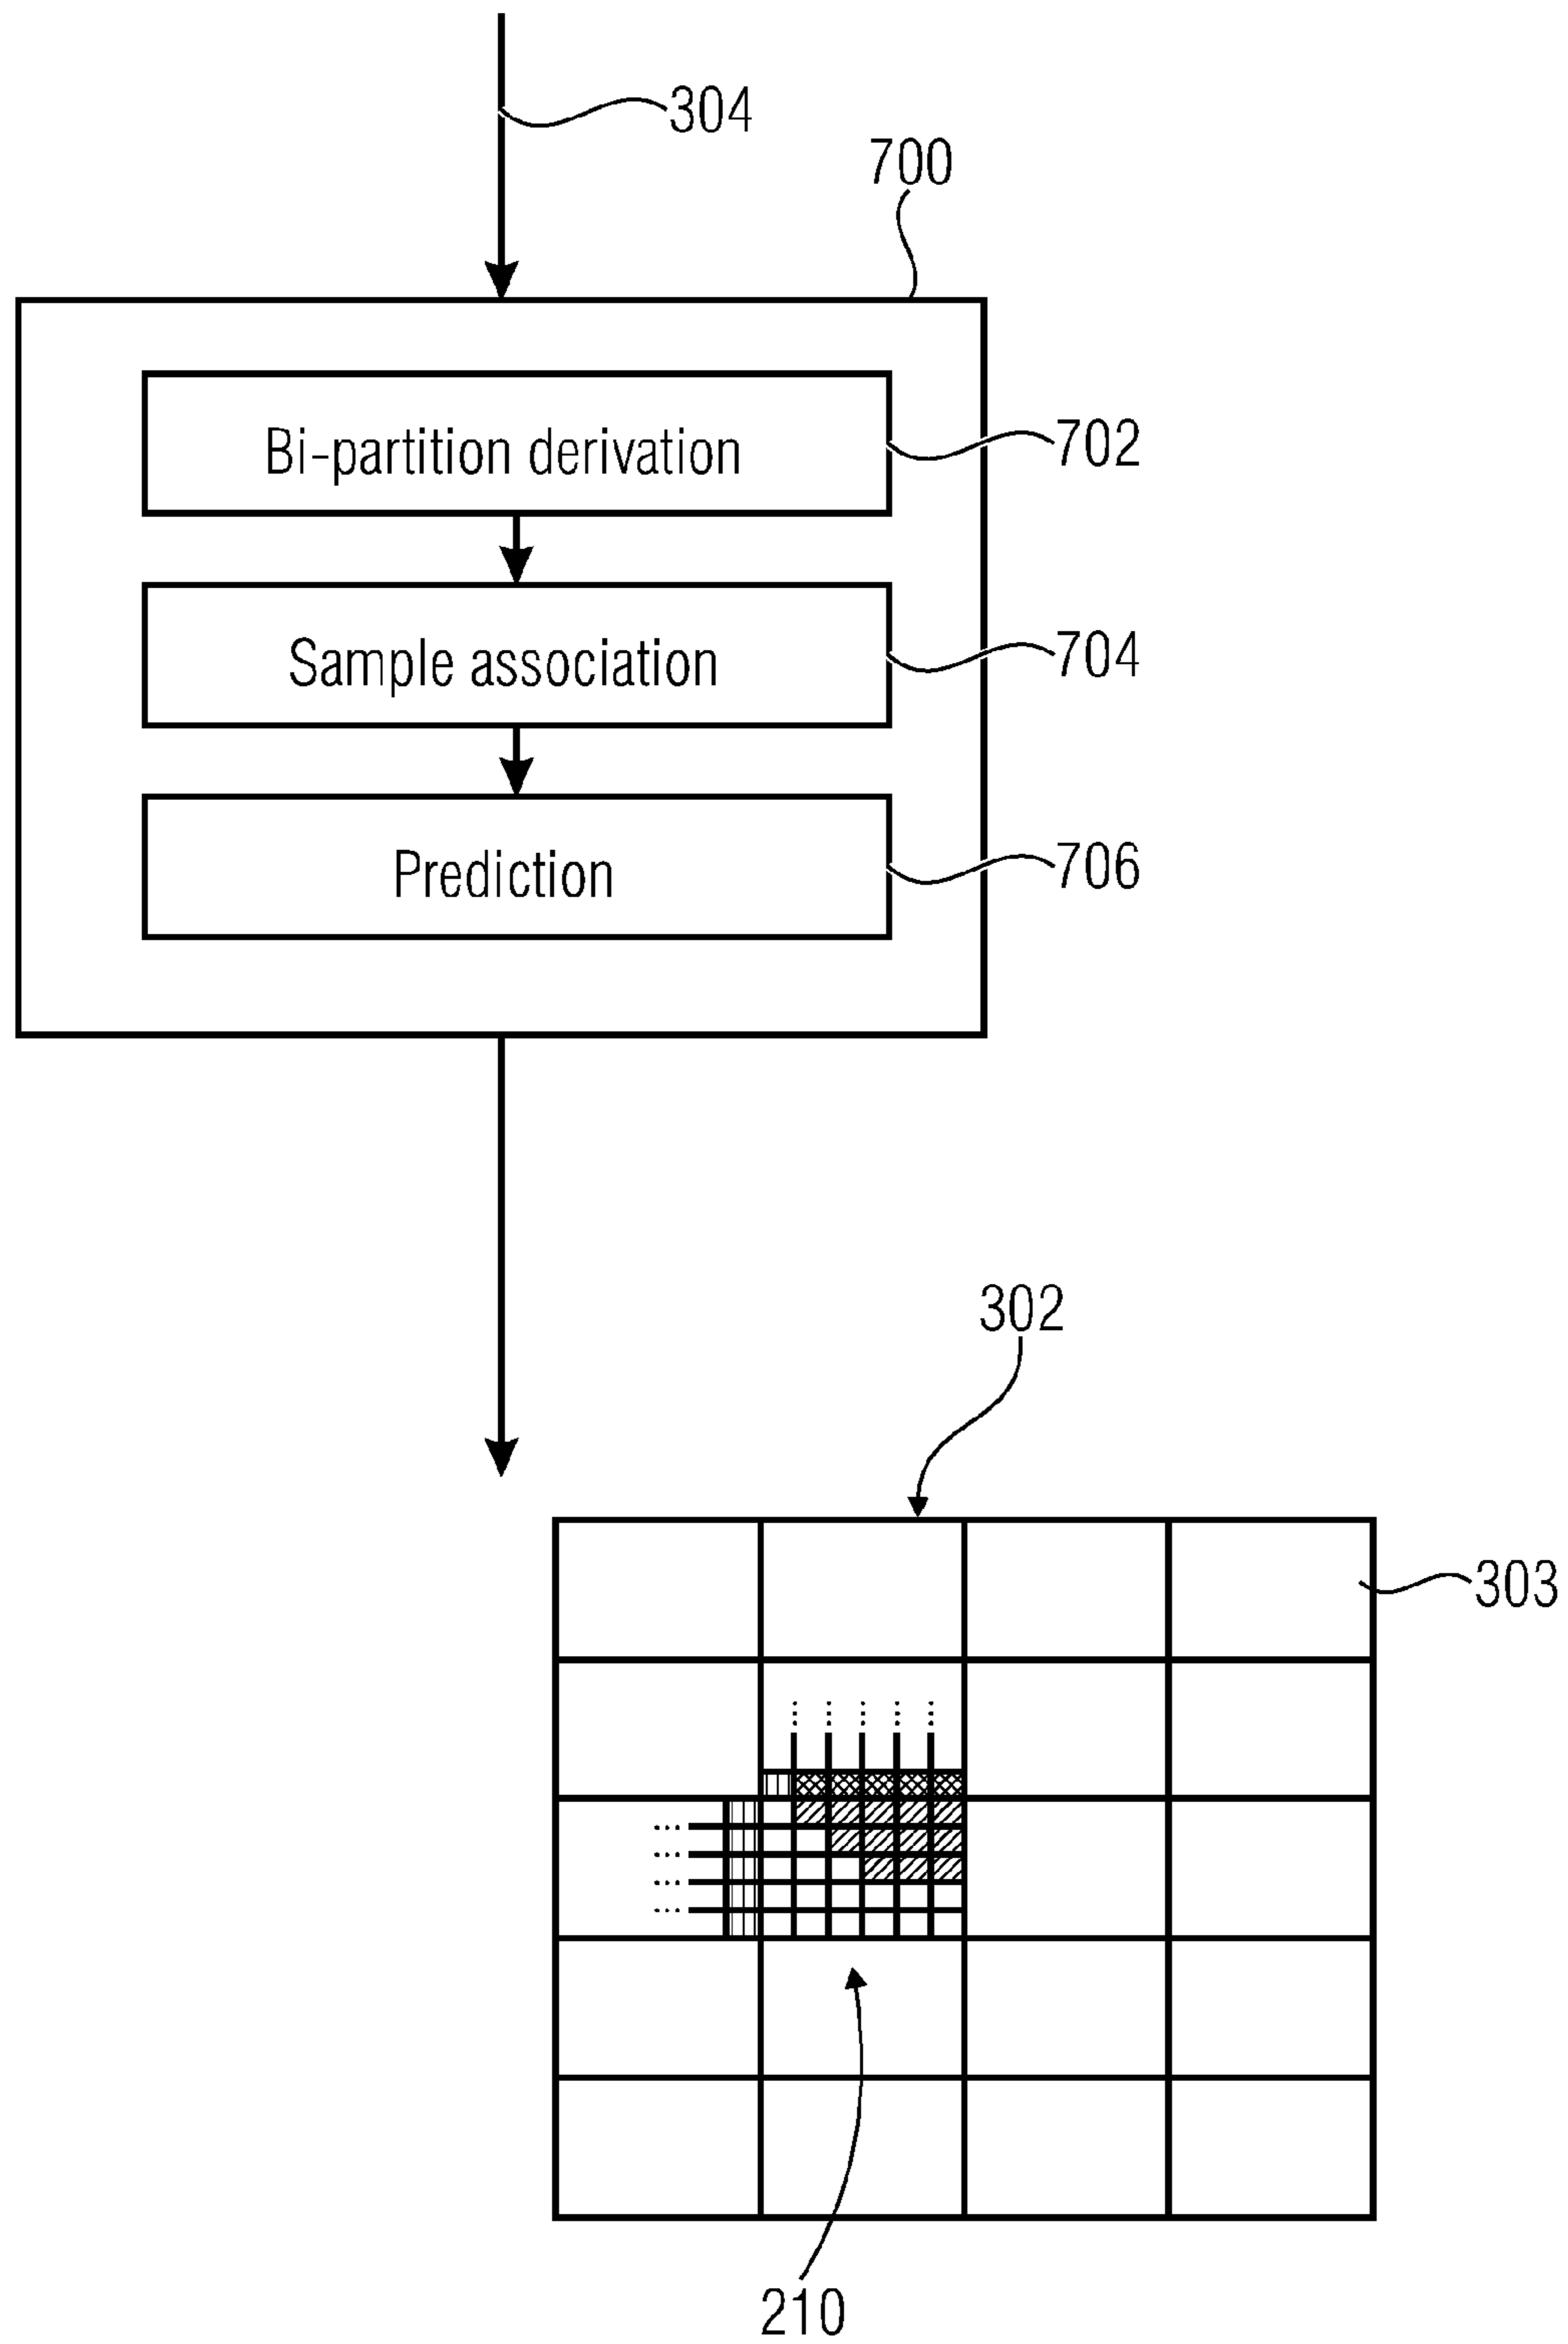 304
700
Bi-partition derivation
702
Sample association
704
Prediction
706
302
303
210